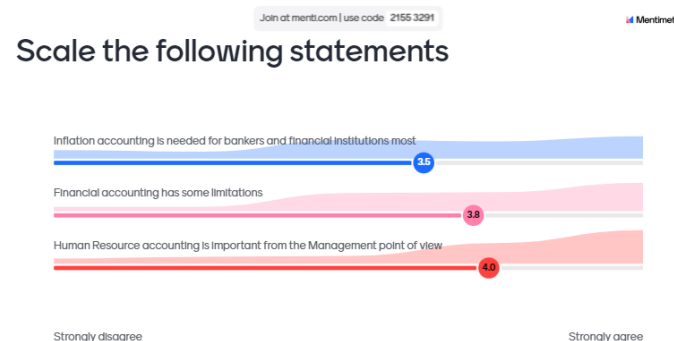 Join at menti.com | use code 2155 3291
Mentimet
Scale the following statements
Inflation accounting is needed for bankers and financial institutions most
3.5
Financial accounting has some limitations
3.8
Human Resource accounting is important from the Management point of view
4.0
Strongly disagree
Strongly agree